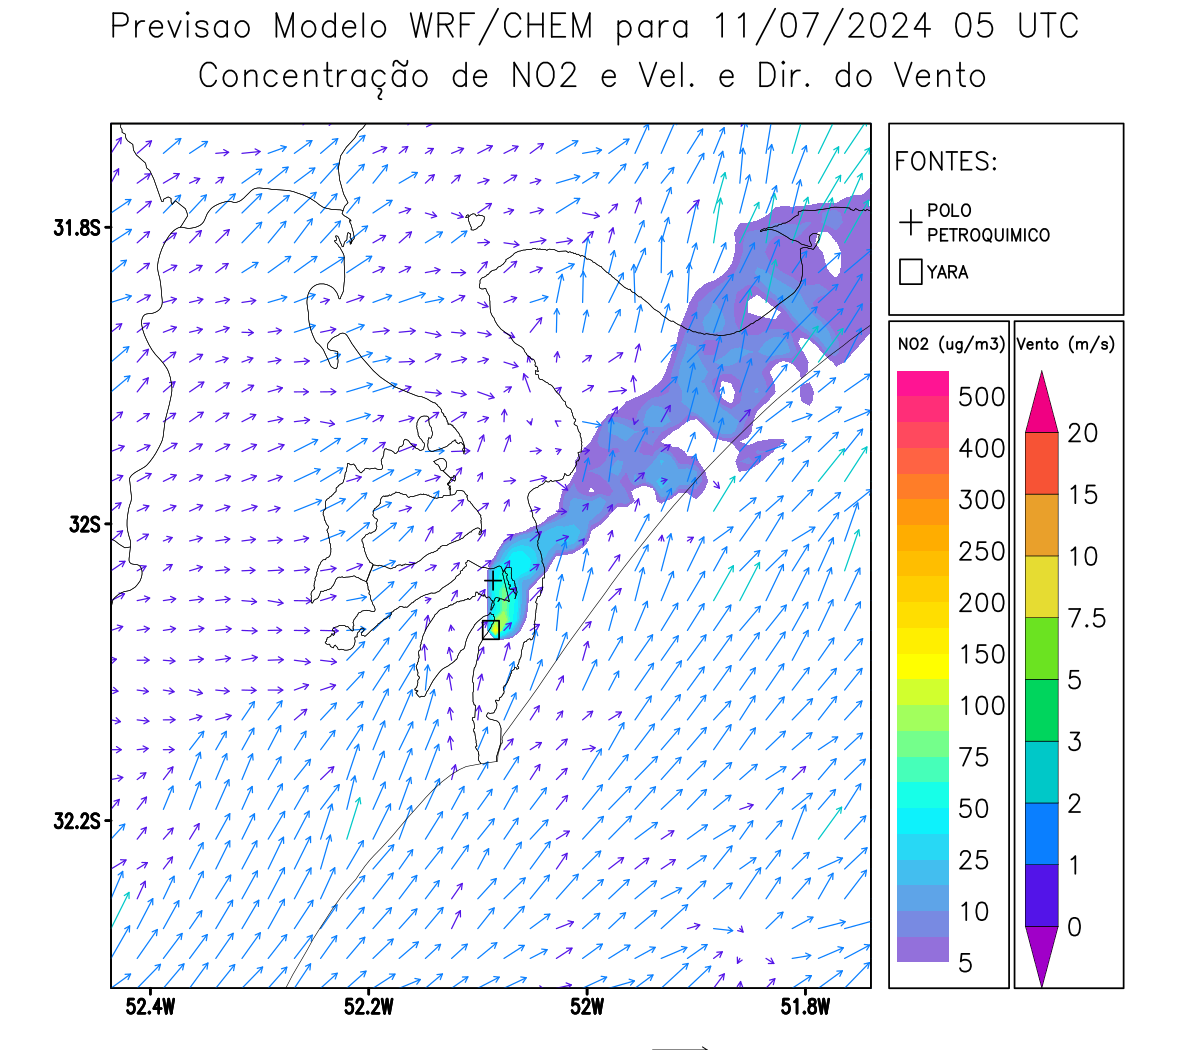 Previsao Modelo WRF/CHEM para 11/07/2024 05 UTC
Concentração de NO2 e Vel. e Dir. do Vento
FONTES:
POLO
PETROQUIMICO
YARA
31.8S
32S
32.2S
52.4W
52.2W
52W
51.8W
NO2 (ug/m3)
500
400
300
250
200
150
100
75
50
25
10
5
Vento (m/s)
20
15
10
7.5
5
3
2
1
0